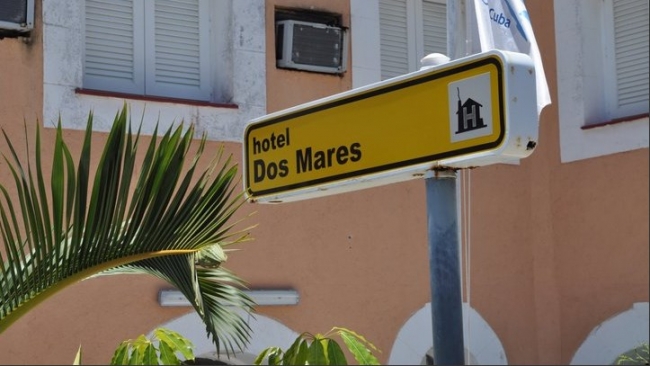 Cuba
hotel
Dos Mares
H